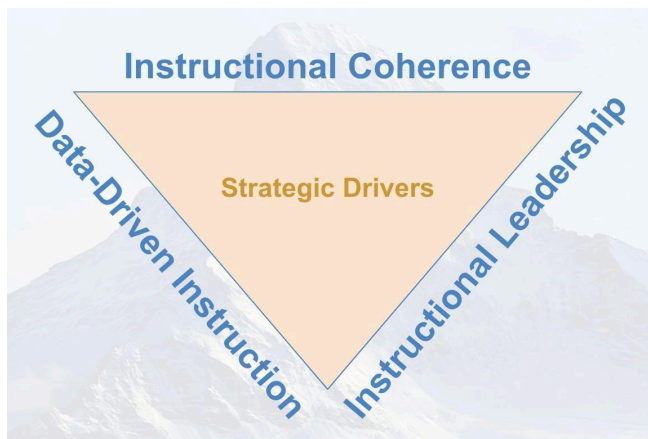 Instructional Coherence
Data-Driven Instruction
Strategic Drivers
Instructional Leadership